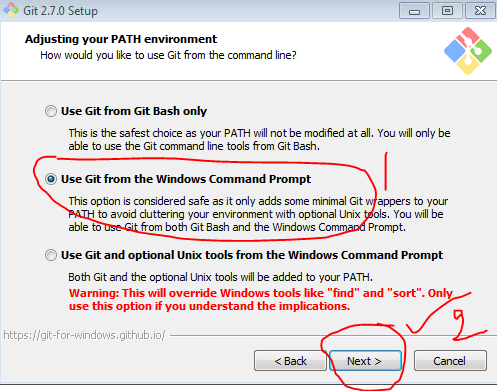 Git 2.7.0 Setup
Adjusting your PATH environment
How would you like to use Git from the command line?
Use Git from Git Bash only
This is the safest choice as your PATH will not be modified at all. You will only
be able to use the Git command line tools from Git Bash.
1
Use Git from the Windows Command Prompt
This option is considered safe as it only adds some minimal Git wrappers to your
PATH to avoid cluttering your environment with optional Unix tools. You will be
able to use Git from both Git Bash and the Windows Command Prompt.
Use Git and optional Unix tools from the Windows Command Prompt
Both Git and the optional Unix tools will be added to your PATH.
Warning: This will override Windows tools like "find" and "sort". Only
use this option if you understand the implications.
https://git-for-windows.github.io/
2
< Back Next > Cancel